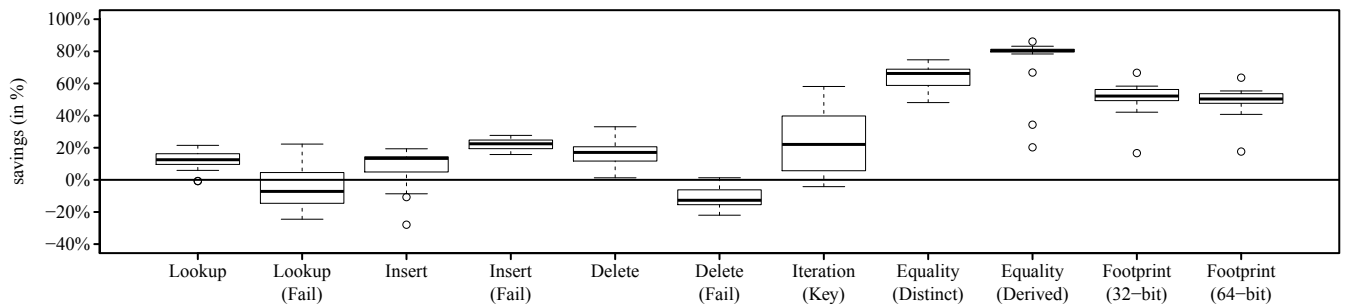 100%
80%
60%
40%
20%
0%
−20%
−40%
savings (in %)
Lookup
Lookup
(Fail)
Insert
Insert
(Fail)
Delete
Delete
(Fail)
Iteration
(Key)
Equality
(Distinct)
Equality
(Derived)
Footprint
(32−bit)
Footprint
(64−bit)